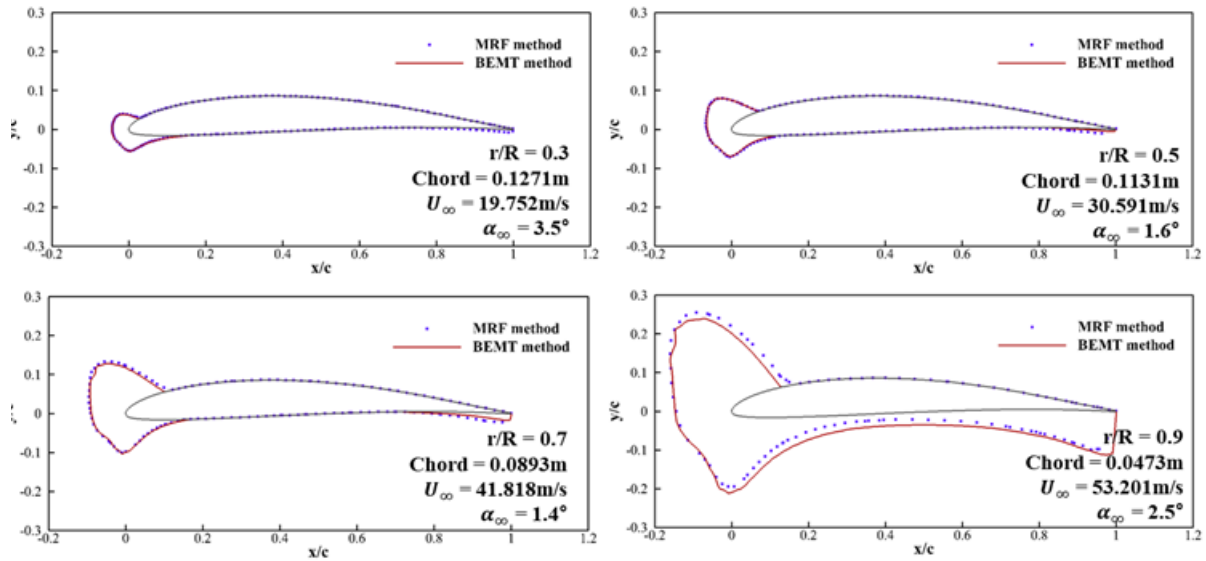 0.3
0.2
0.1
0
-0.1
-0.2
-0.3
y/c
MRF method
BEMT method
r/R = 0.3
Chord = 0.1271m
U∞ = 19.752m/s
α∞ = 3.5°
-0.2 0 0.2 0.4 0.6 0.8 1 1.2
x/c
0.3
0.2
0.1
0
-0.1
-0.2
-0.3
y/c
MRF method
BEMT method
r/R = 0.5
Chord = 0.1131m
U∞ = 30.591m/s
α∞ = 1.6°
-0.2 0 0.2 0.4 0.6 0.8 1 1.2
x/c
0.3
0.2
0.1
0
-0.1
-0.2
-0.3
MRF method
BEMT method
r/R = 0.7
Chord = 0.0893m
U∞ = 41.818m/s
α∞ = 1.4°
-0.2 0 0.2 0.4 0.6 0.8 1 1.2
x/c
0.3
0.2
0.1
0
-0.1
-0.2
-0.3
y/c
MRF method
BEMT method
r/R = 0.9
Chord = 0.0473m
U∞ = 53.201m/s
α∞ = 2.5°
-0.2 0 0.2 0.4 0.6 0.8 1 1.2
x/c